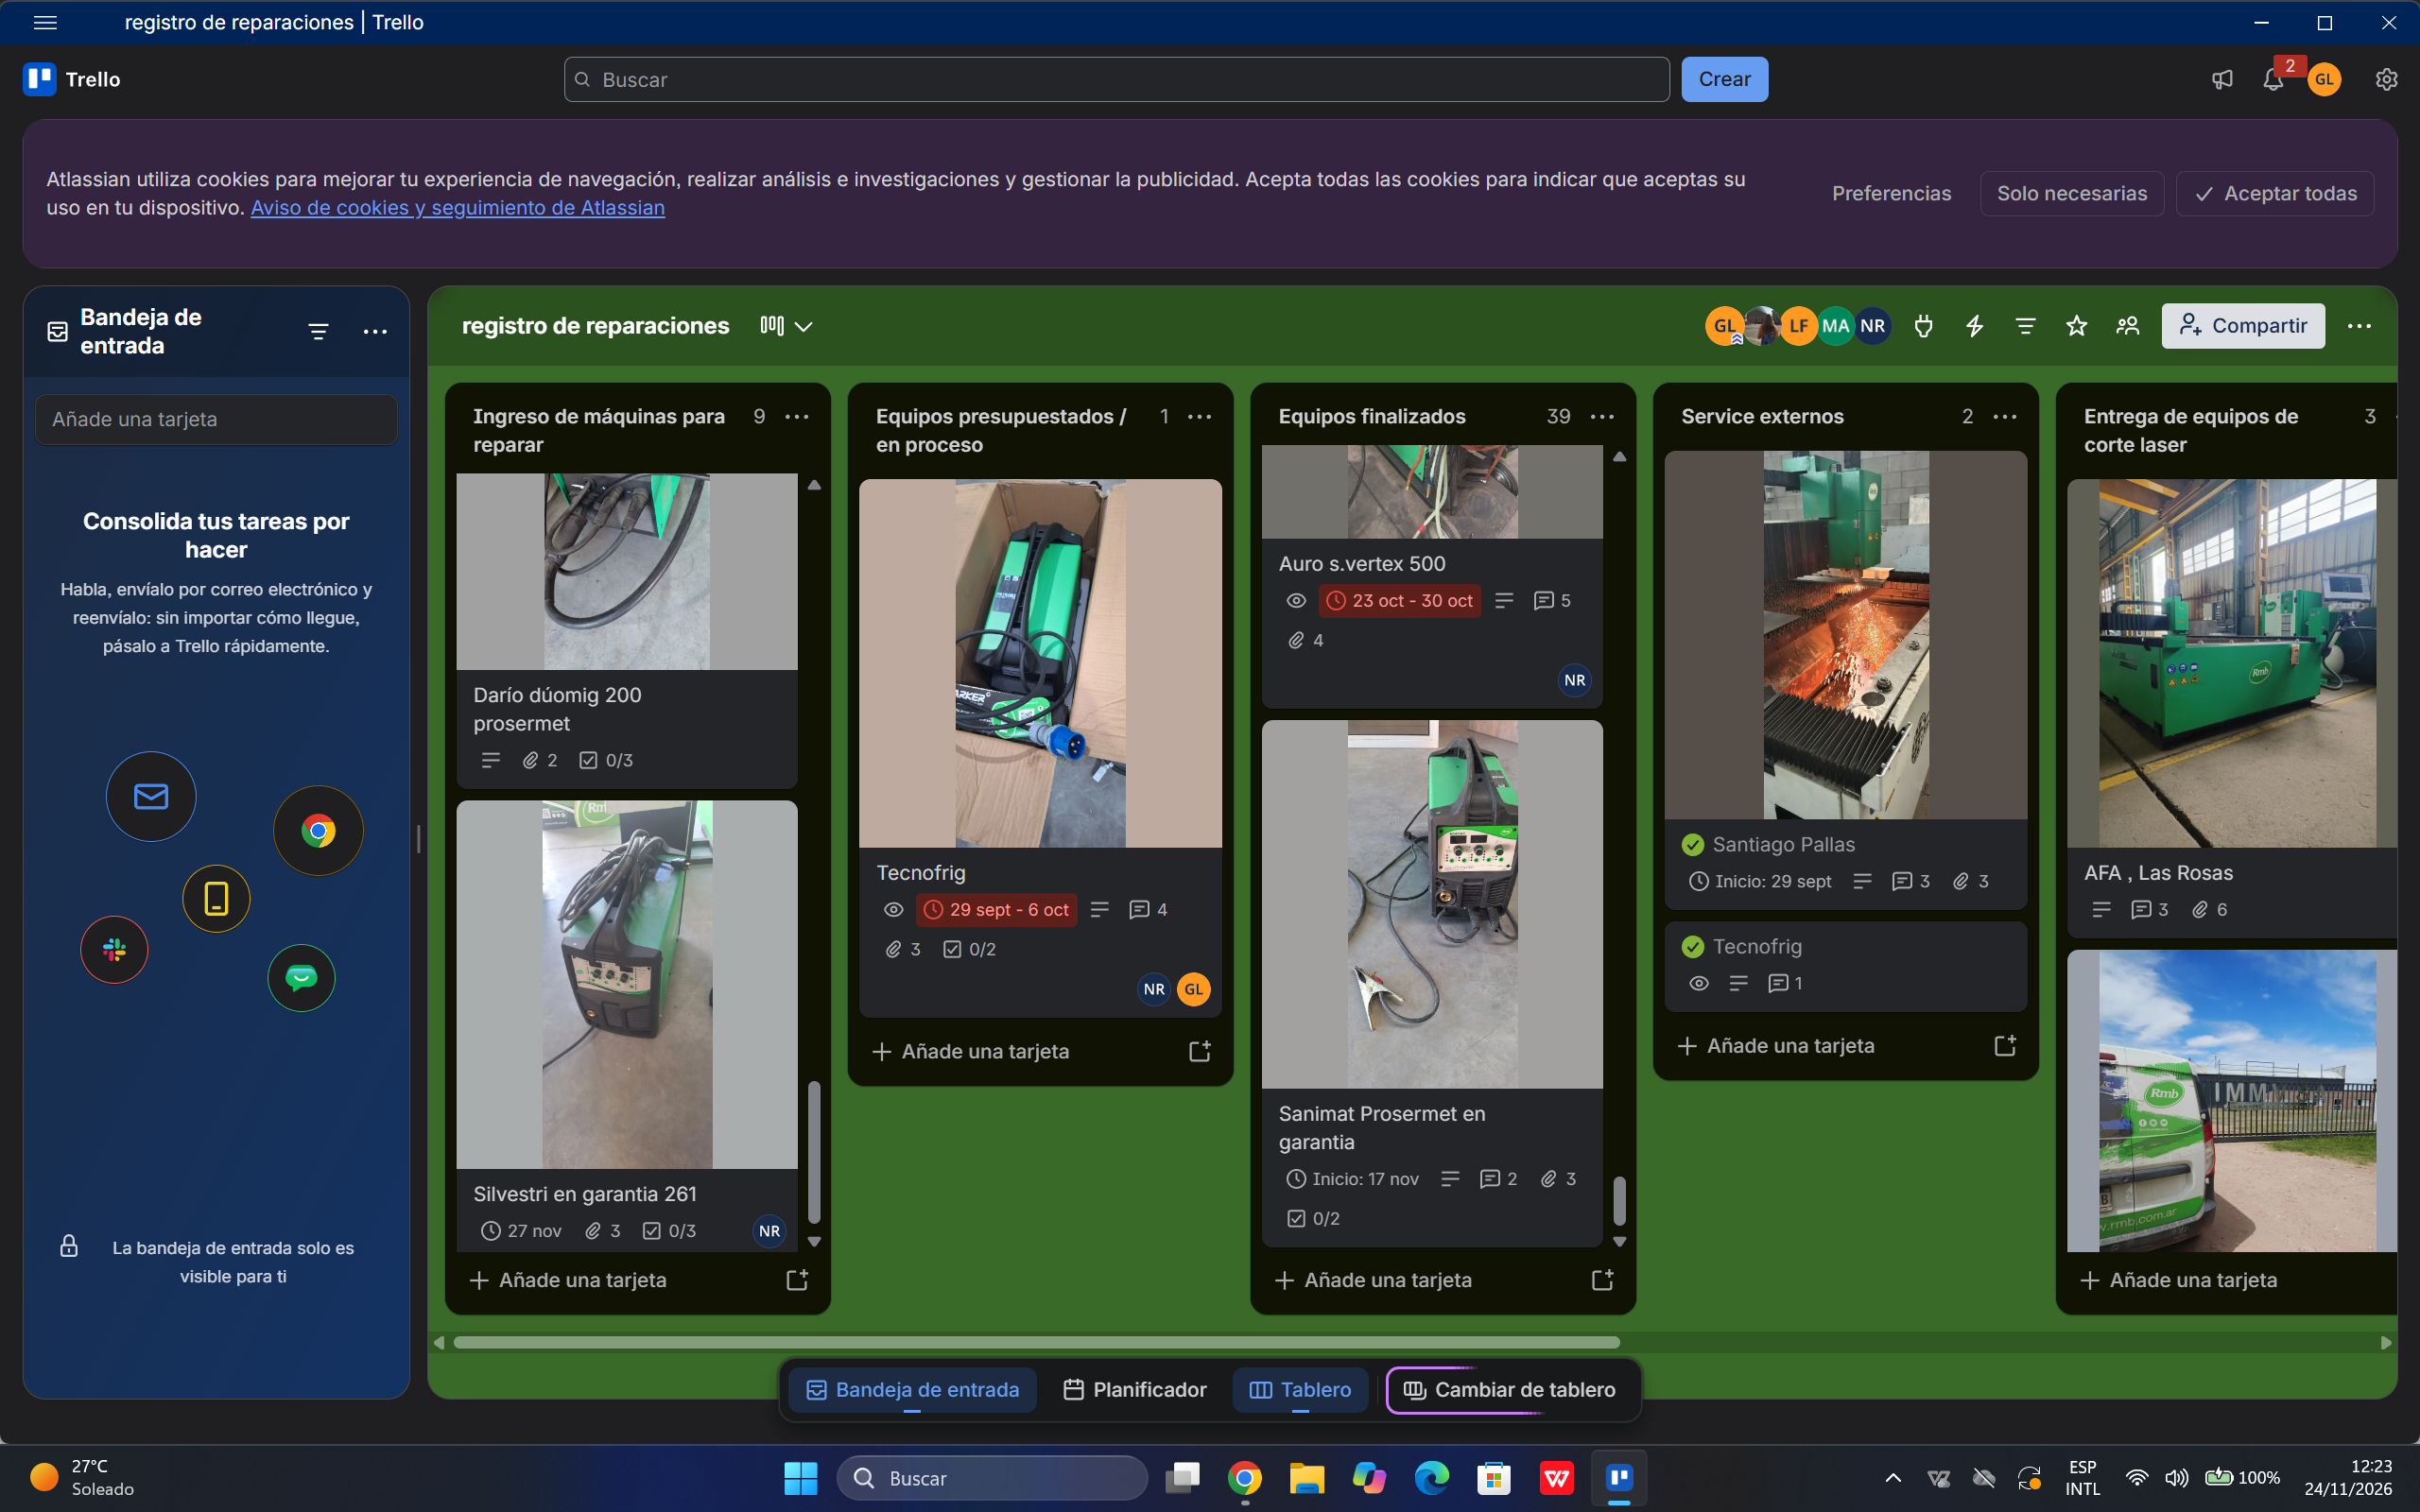 registro de reparaciones | Trello
Trello
Buscar
Crear
2
GL
Atlassian utiliza cookies para mejorar tu experiencia de navegación, realizar análisis e investigaciones y gestionar la publicidad. Acepta todas las cookies para indicar que aceptas su
uso en tu dispositivo. Aviso de cookies y seguimiento de Atlassian
Preferencias
Solo necesarias
Aceptar todas
Bandeja de
entrada
Añade una tarjeta
Consolida tus tareas por
hacer
Habla, envíalo por correo electrónico y
reenvíalo: sin importar cómo llegue,
pásalo a Trello rápidamente.
La bandeja de entrada solo es
visible para ti
registro de reparaciones
GL
LF
MA
NR
Compartir
Ingreso de máquinas para
reparar
9
Darío dúomig 200
prosermet
2
0/3
Silvestri en garantia 261
27 nov
3
0/3
NR
Añade una tarjeta
Equipos presupuestados /
en proceso
1
Tecnofrig
29 sept - 6 oct
4
3
0/2
NR
GL
Añade una tarjeta
Equipos finalizados
39
Auro s.vertex 500
23 oct - 30 oct
5
4
NR
Sanimat Prosermet en
garantia
Inicio: 17 nov
2
3
0/2
Añade una tarjeta
Service externos
2
Santiago Pallas
Inicio: 29 sept
3
3
Tecnofrig
1
Añade una tarjeta
Entrega de equipos de
corte laser
3
Rmb
AFA , Las Rosas
3
6
Rmb
Añade una tarjeta
Bandeja de entrada
Planificador
Tablero
Cambiar de tablero
27°C
Soleado
Buscar
ESP
INTL
100%
12:23
24/11/2026